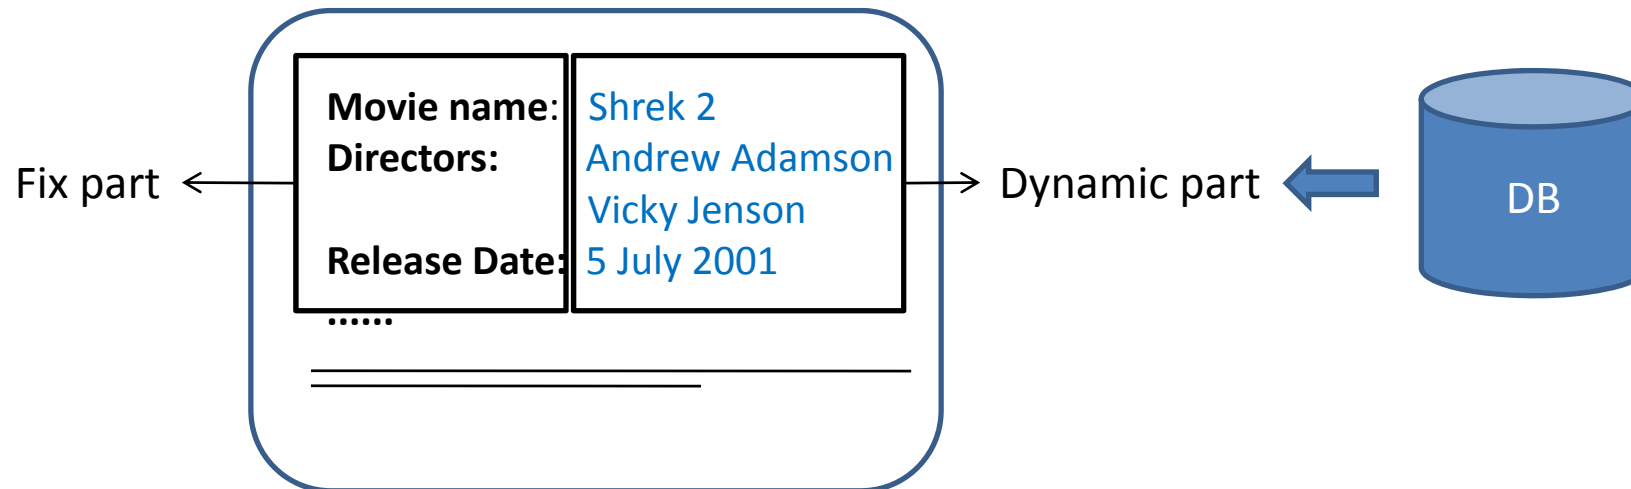 Movie name: Shrek 2
Directors: Andrew Adamson
Fix part Dynamic part DB
Vicky Jenson
Release Date: 5 July 2001
......